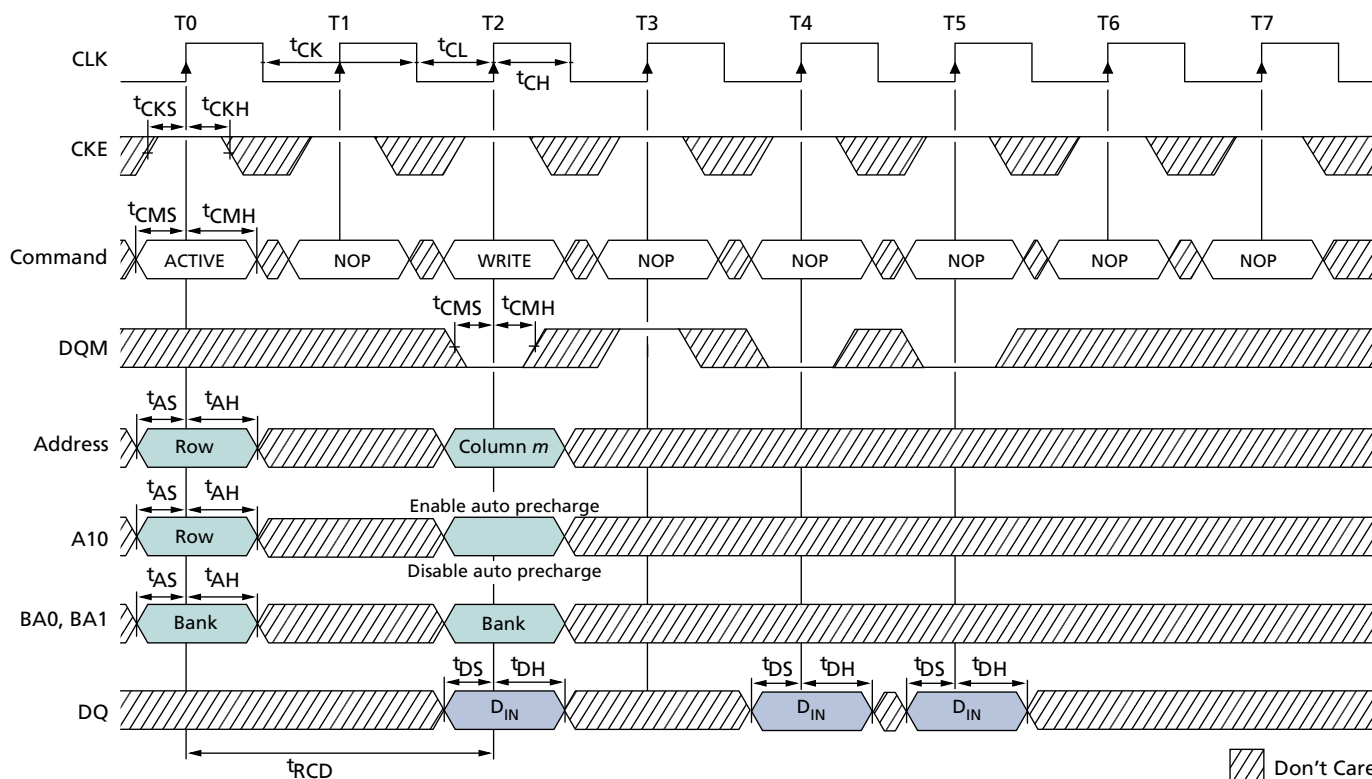 T0 T1 T2 T3 T4 T5 T6 T7
CLK
tCK tCL
tCH
tCKS tCKH
CKE
tCMS tCMH
Command ACTIVE NOP WRITE NOP NOP NOP NOP NOP
tCMS tCMH
DQM
tAS tAH
Address Row Column m
tAS tAH Enable auto precharge
A10 Row
Disable auto precharge
tAS tAH
BA0, BA1 Bank Bank
tDS tDH tDS tDH tDS tDH
DQ DIN DIN DIN
tRCD
Don't Care